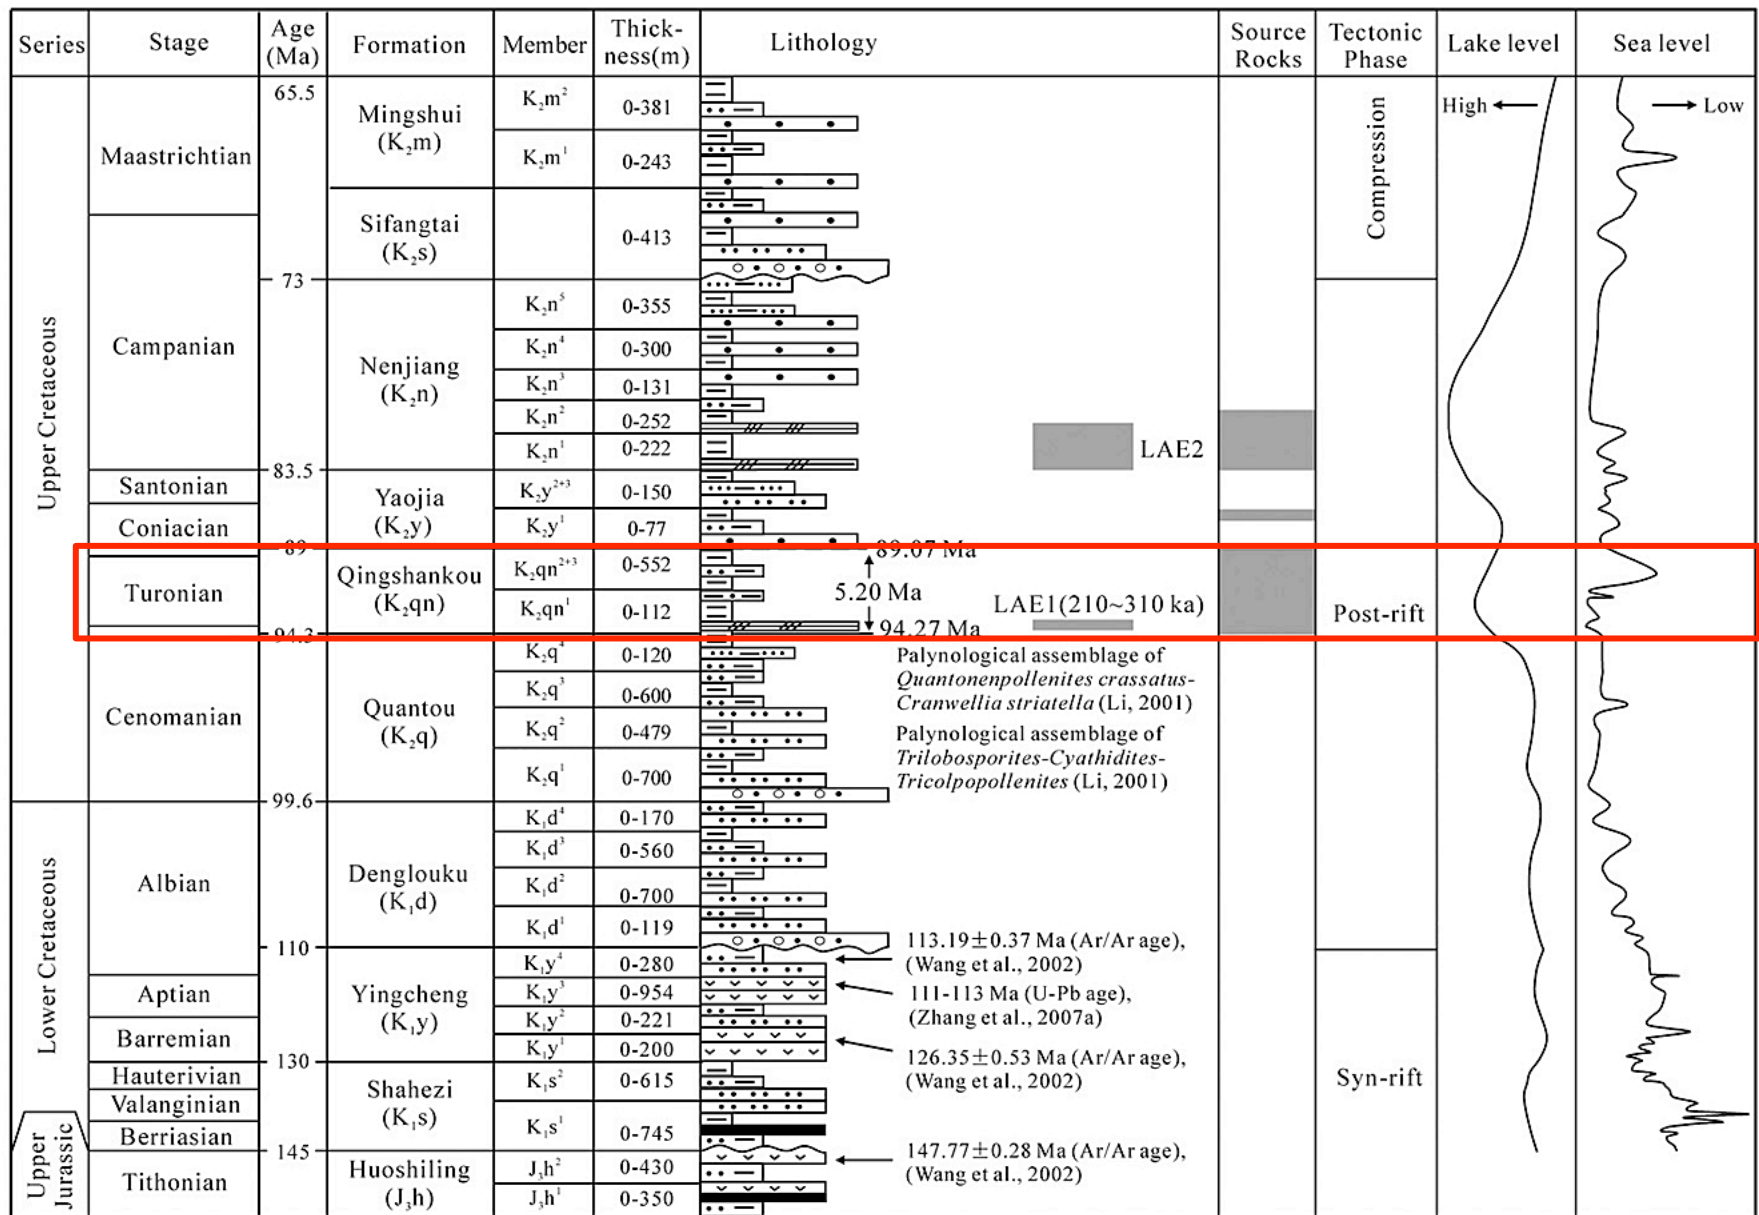 Series Stage Age (Ma) Formation Member Thick-ness(m) Lithology Source Rocks Tectonic Phase Lake level Sea level
65.5
High Low
Upper Cretaceous
Maastrichtian
Mingshui (K₂m)
K₂m² 0-381
K₂m¹ 0-243
Compression
Sifangtai (K₂s)
0-413
73
Campanian
Nenjiang (K₂n)
K₂n⁵ 0-355
K₂n⁴ 0-300
K₂n³ 0-131
K₂n² 0-252
K₂n¹ 0-222
LAE2
83.5
Santonian
Yaojia (K₂y)
K₂y²⁺³ 0-150
Coniacian
K₂y¹ 0-77
89
89.07 Ma
Turonian
Qingshankou (K₂qn)
K₂qn²⁺³ 0-552
5.20 Ma
K₂qn¹ 0-112
LAE1(210~310 ka)
Post-rift
94.3
94.27 Ma
Cenomanian
Quantou (K₂q)
K₂q⁴ 0-120
K₂q³ 0-600
K₂q² 0-479
K₂q¹ 0-700
Palynological assemblage of
Quantonenpollenites crassatus-
Cranwellia striatella (Li, 2001)
Palynological assemblage of
Trilobosporites-Cyathidites-
Tricolpopollenites (Li, 2001)
99.6
Lower Cretaceous
Albian
Denglouku (K₁d)
K₁d⁴ 0-170
K₁d³ 0-560
K₁d² 0-700
K₁d¹ 0-119
110
113.19±0.37 Ma (Ar/Ar age),
(Wang et al., 2002)
Aptian
Barremian
Yingcheng (K₁y)
K₁y⁴ 0-280
K₁y³ 0-954
K₁y² 0-221
K₁y¹ 0-200
111-113 Ma (U-Pb age),
(Zhang et al., 2007a)
126.35±0.53 Ma (Ar/Ar age),
(Wang et al., 2002)
Syn-rift
130
Hauterivian
Valanginian
Berriasian
Shahezi (K₁s)
K₁s² 0-615
K₁s¹ 0-745
145
147.77±0.28 Ma (Ar/Ar age),
(Wang et al., 2002)
Upper Jurassic
Tithonian
Huoshiling (J₃h)
J₃h² 0-430
J₃h¹ 0-350